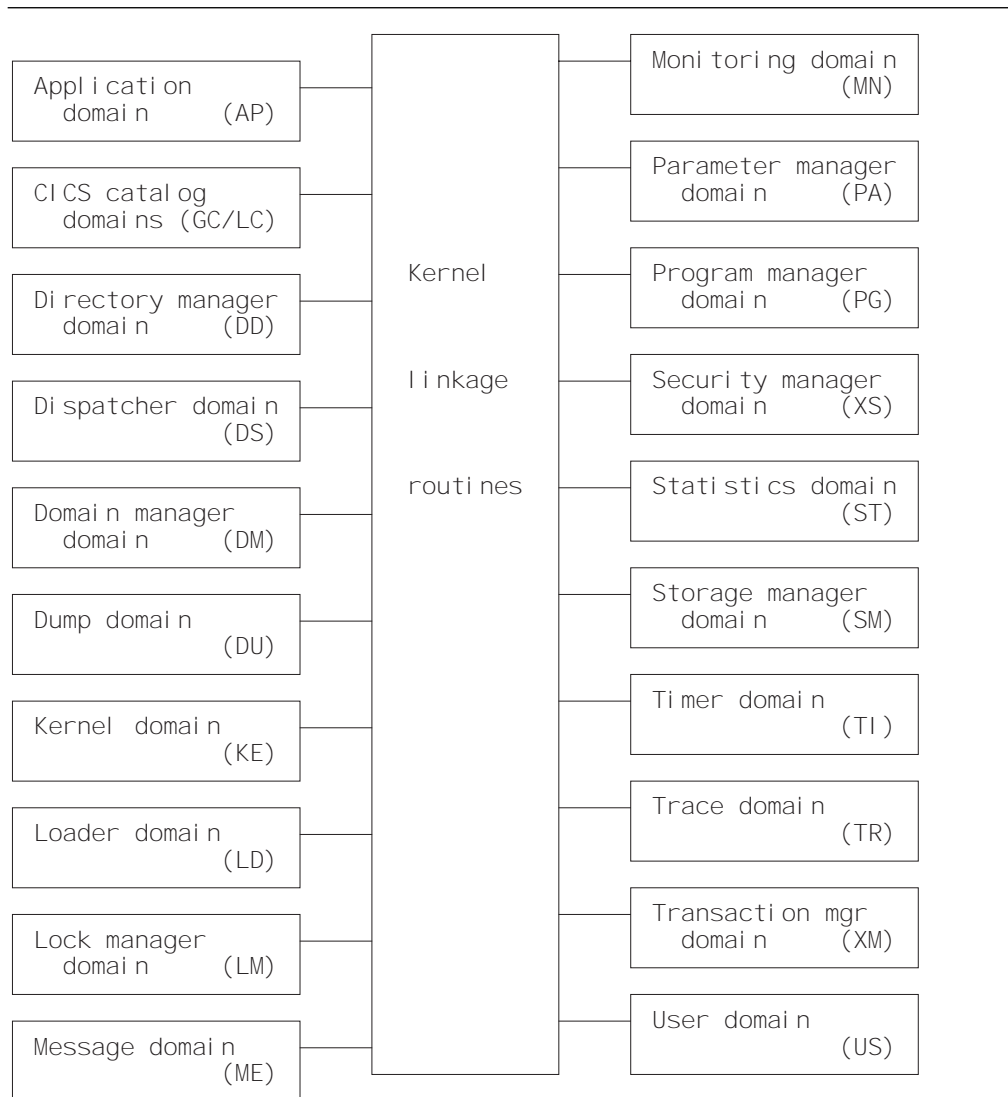 Application
domain (AP)
CICS catalog
domains (GC/LC)
Directory manager
domain (DD)
Dispatcher domain
(DS)
Domain manager
domain (DM)
Dump domain
(DU)
Kernel domain
(KE)
Loader domain
(LD)
Lock manager
domain (LM)
Message domain
(ME)
Kernel
linkage
routines
Monitoring domain
(MN)
Parameter manager
domain (PA)
Program manager
domain (PG)
Security manager
domain (XS)
Statistics domain
(ST)
Storage manager
domain (SM)
Timer domain
(TI)
Trace domain
(TR)
Transaction mgr
domain (XM)
User domain
(US)